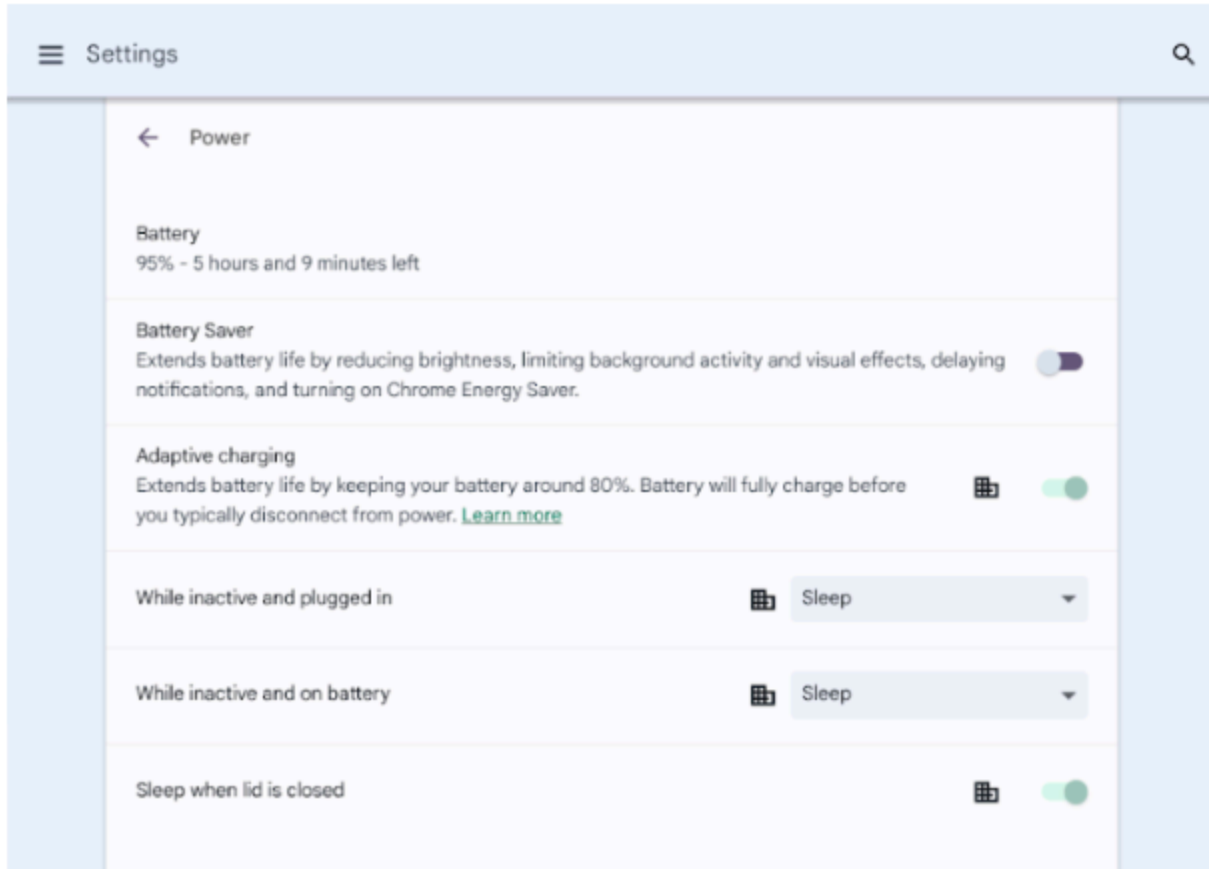 Settings
Power
Battery
95% - 5 hours and 9 minutes left
Battery Saver
Extends battery life by reducing brightness, limiting background activity and visual effects, delaying
notifications, and turning on Chrome Energy Saver.
Adaptive charging
Extends battery life by keeping your battery around 80%. Battery will fully charge before
you typically disconnect from power. Learn more
While inactive and plugged in
Sleep
While inactive and on battery
Sleep
Sleep when lid is closed